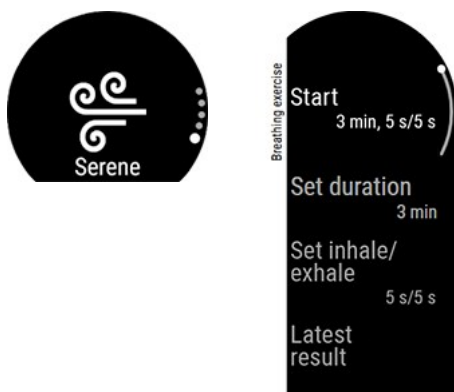 Serene
Breathing exercise
Start
3 min, 5 s/5 s
Set duration
3 min
Set inhale/
exhale
5 s/5 s
Latest
result